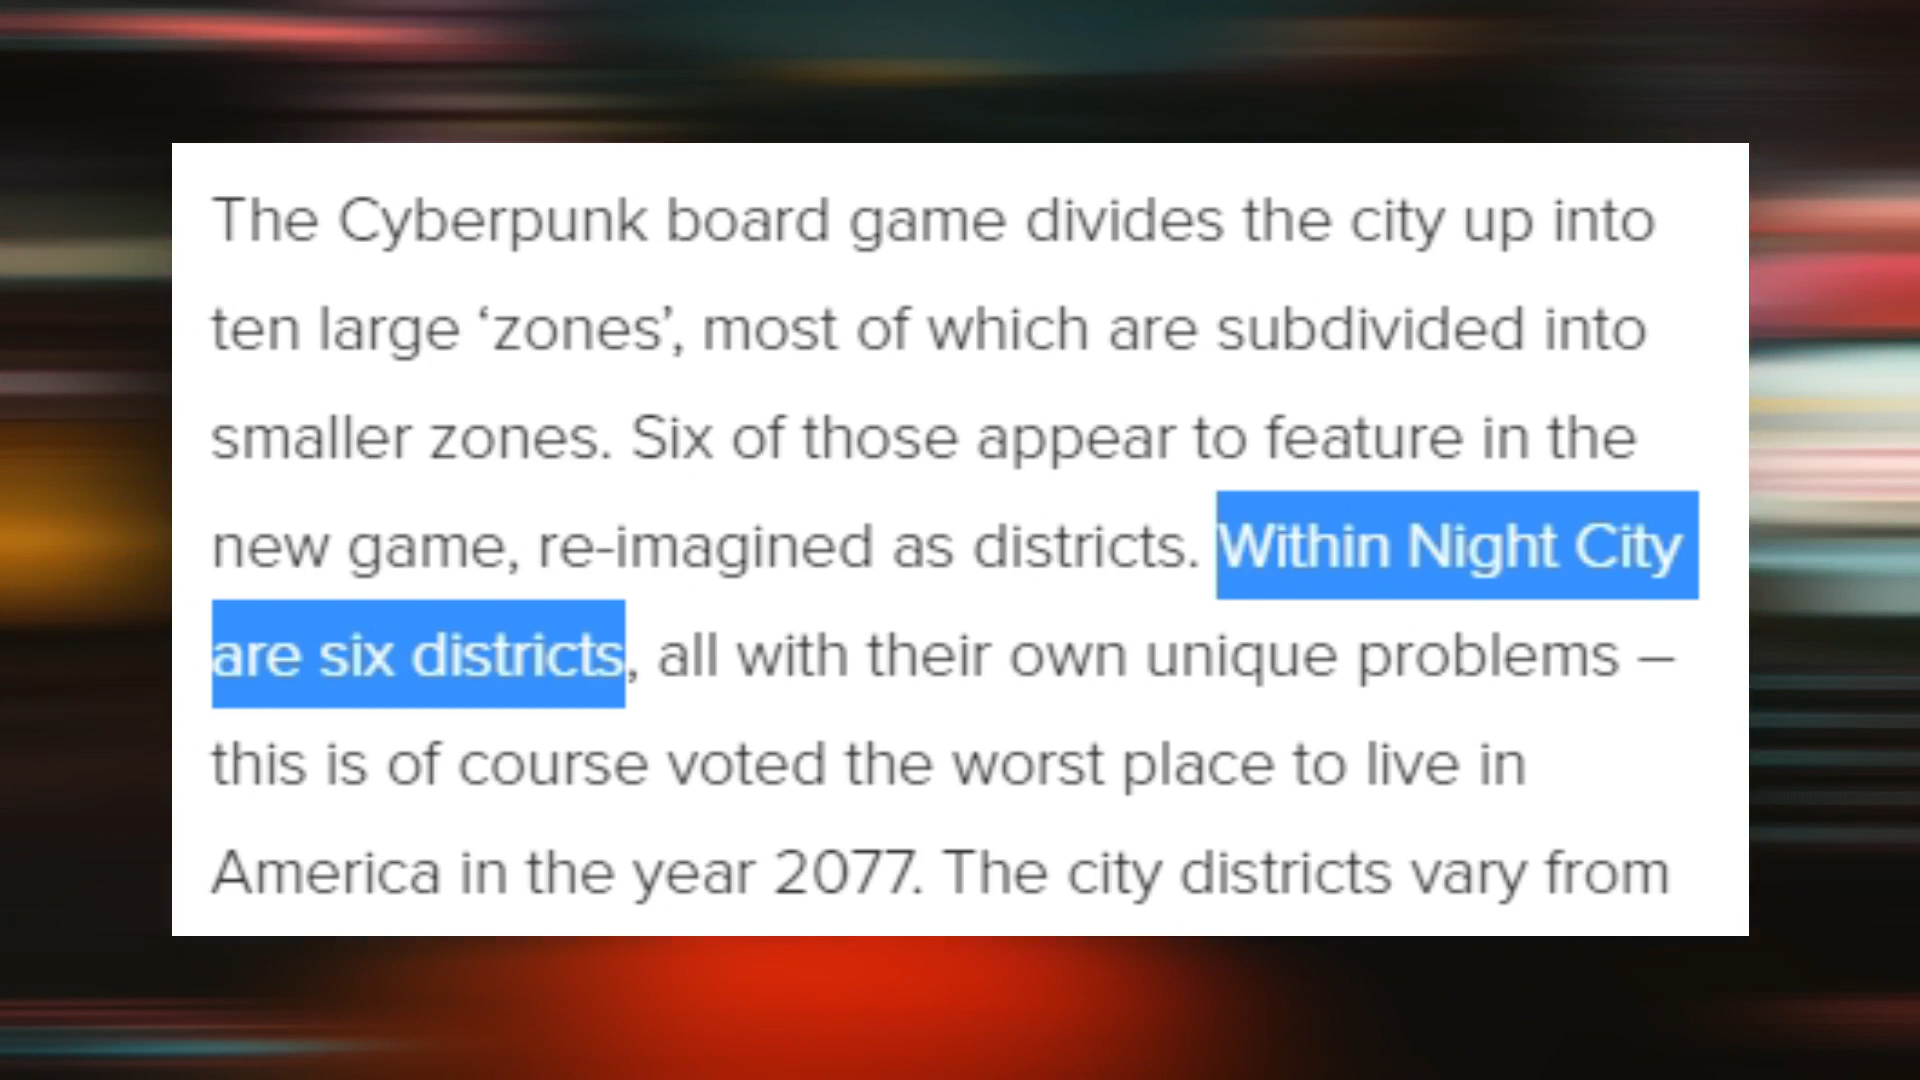 The Cyberpunk board game divides the city up into
ten large ‘zones’, most of which are subdivided into
smaller zones. Six of those appear to feature in the
new game, re-imagined as districts. Within Night City
are six districts, all with their own unique problems –
this is of course voted the worst place to live in
America in the year 2077. The city districts vary from